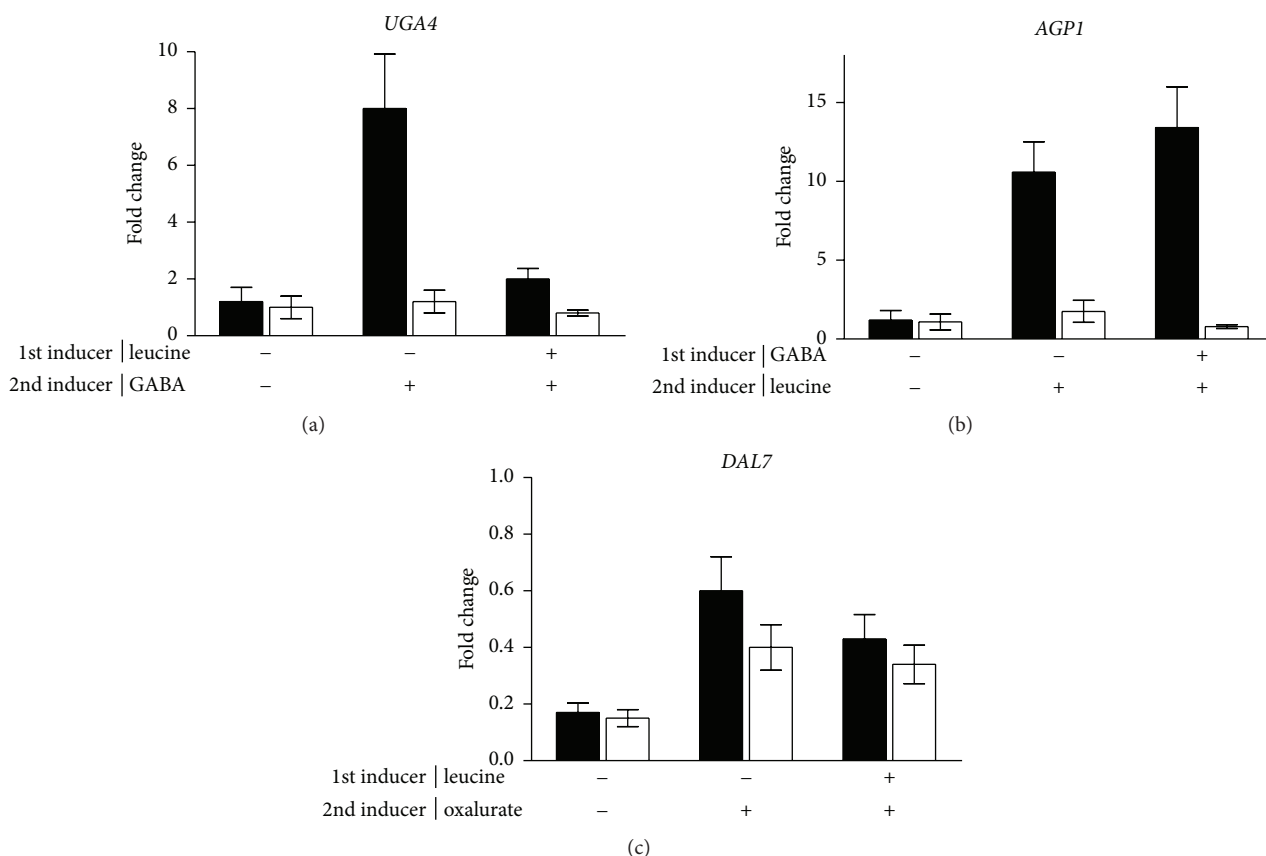 UGA4
10
8
6
4
2
0
Fold change
1st inducer | leucine – – +
2nd inducer | GABA – + +
(a)
AGP1
15
10
5
0
Fold change
1st inducer | GABA – – +
2nd inducer | leucine – + +
(b)
DAL7
1.0
0.8
0.6
0.4
0.2
0.0
Fold change
1st inducer | leucine – – +
2nd inducer | oxalurate – + +
(c)